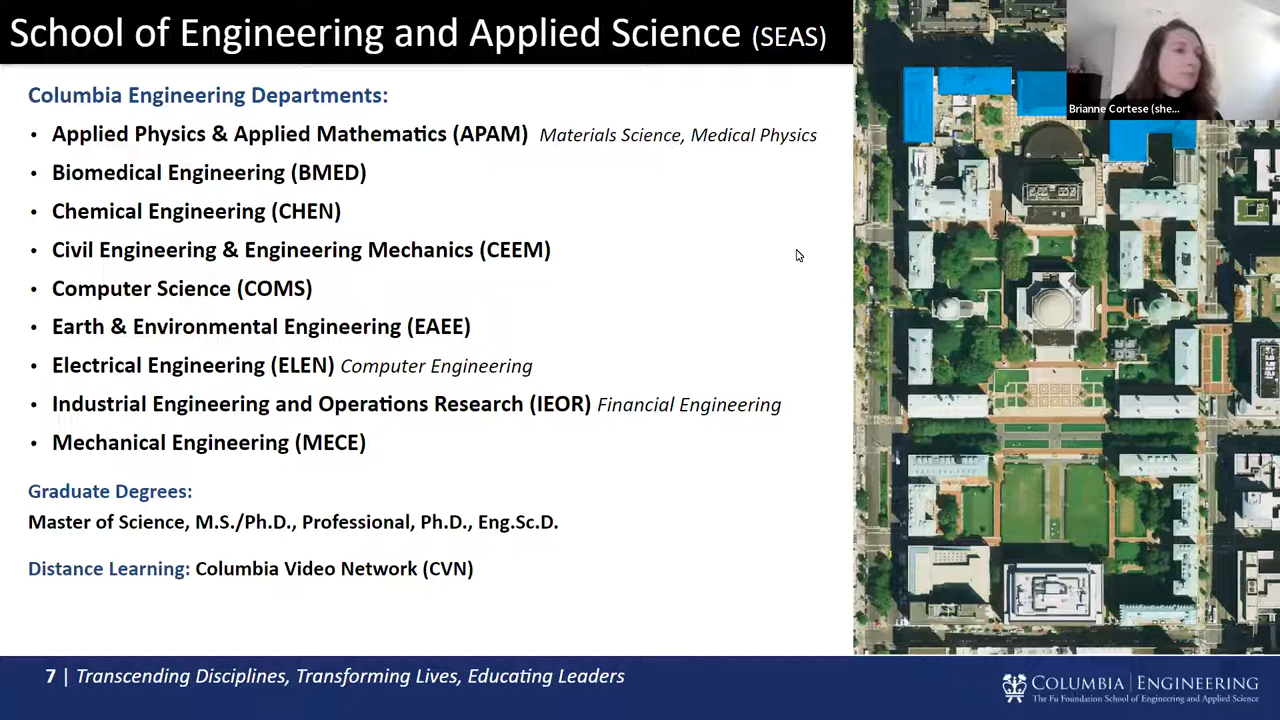 School of Engineering and Applied Science (SEAS)
Brianne Cortese (she...
Columbia Engineering Departments:
• Applied Physics & Applied Mathematics (APAM) Materials Science, Medical Physics
• Biomedical Engineering (BMED)
• Chemical Engineering (CHEN)
• Civil Engineering & Engineering Mechanics (CEEM)
• Computer Science (COMS)
• Earth & Environmental Engineering (EAEE)
• Electrical Engineering (ELEN) Computer Engineering
• Industrial Engineering and Operations Research (IEOR) Financial Engineering
• Mechanical Engineering (MECE)
Graduate Degrees:
Master of Science, M.S./Ph.D., Professional, Ph.D., Eng.Sc.D.
Distance Learning: Columbia Video Network (CVN)
7 | Transcending Disciplines, Transforming Lives, Educating Leaders
COLUMBIA | ENGINEERING
The Fu Foundation School of Engineering and Applied Science